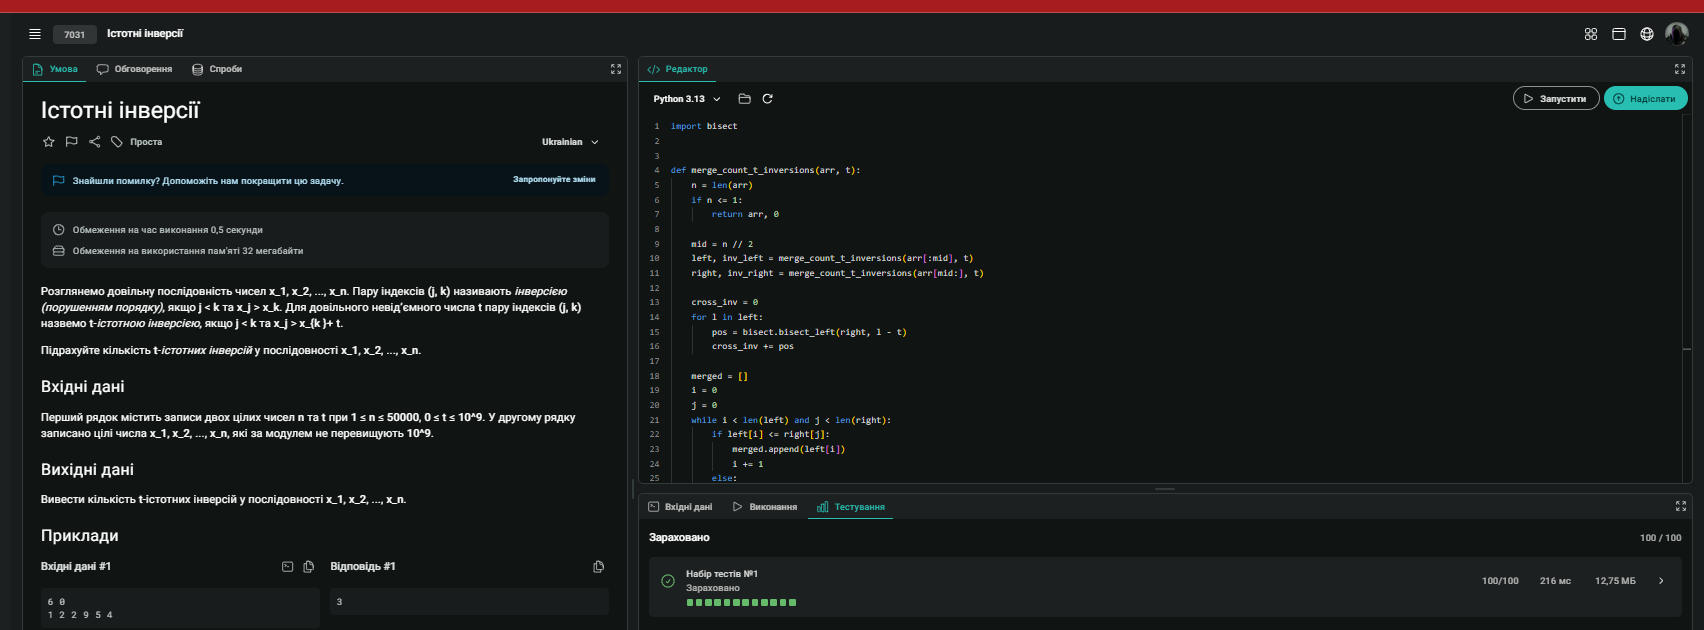 7031 Істотні інверсії
Умова Обговорення Спроби
Істотні інверсії
Проста
Ukrainian
Знайшли помилку? Допоможіть нам покращити цю задачу.
Запропонуйте зміни
Обмеження на час виконання 0,5 секунди
Обмеження на використання пам'яті 32 мегабайти
Розглянемо довільну послідовність чисел x_1, x_2, ..., x_n. Пару індексів (j, k) називають інверсією
(порушенням порядку), якщо j < k та x_j > x_k. Для довільного невід'ємного числа t пару індексів (j, k)
назвемо t-істотною інверсією, якщо j < k та x_j > x_{k }+ t.
Підрахуйте кількість t-істотних інверсій у послідовності x_1, x_2, ..., x_n.
Вхідні дані
Перший рядок містить записи двох цілих чисел n та t при 1 ≤ n ≤ 50000, 0 ≤ t ≤ 10^9. У другому рядку
записано цілі числа x_1, x_2, ..., x_n, які за модулем не перевищують 10^9.
Вихідні дані
Вивести кількість t-істотних інверсій у послідовності x_1, x_2, ..., x_n.
Приклади
Вхідні дані #1
6 0
1 2 2 9 5 4
Відповідь #1
3
</> Редактор
Python 3.13
Запустити
Надіслати
1 import bisect
2
3
4 def merge_count_t_inversions(arr, t):
5 n = len(arr)
6 if n <= 1:
7 return arr, 0
8
9 mid = n // 2
10 left, inv_left = merge_count_t_inversions(arr[:mid], t)
11 right, inv_right = merge_count_t_inversions(arr[mid:], t)
12
13 cross_inv = 0
14 for l in left:
15 pos = bisect.bisect_left(right, l - t)
16 cross_inv += pos
17
18 merged = []
19 i = 0
20 j = 0
21 while i < len(left) and j < len(right):
22 if left[i] <= right[j]:
23 merged.append(left[i])
24 i += 1
25 else:
Вхідні дані Виконання Тестування
Зараховано 100 / 100
Набір тестів №1
Зараховано
100/100 216 мс 12,75 МБ